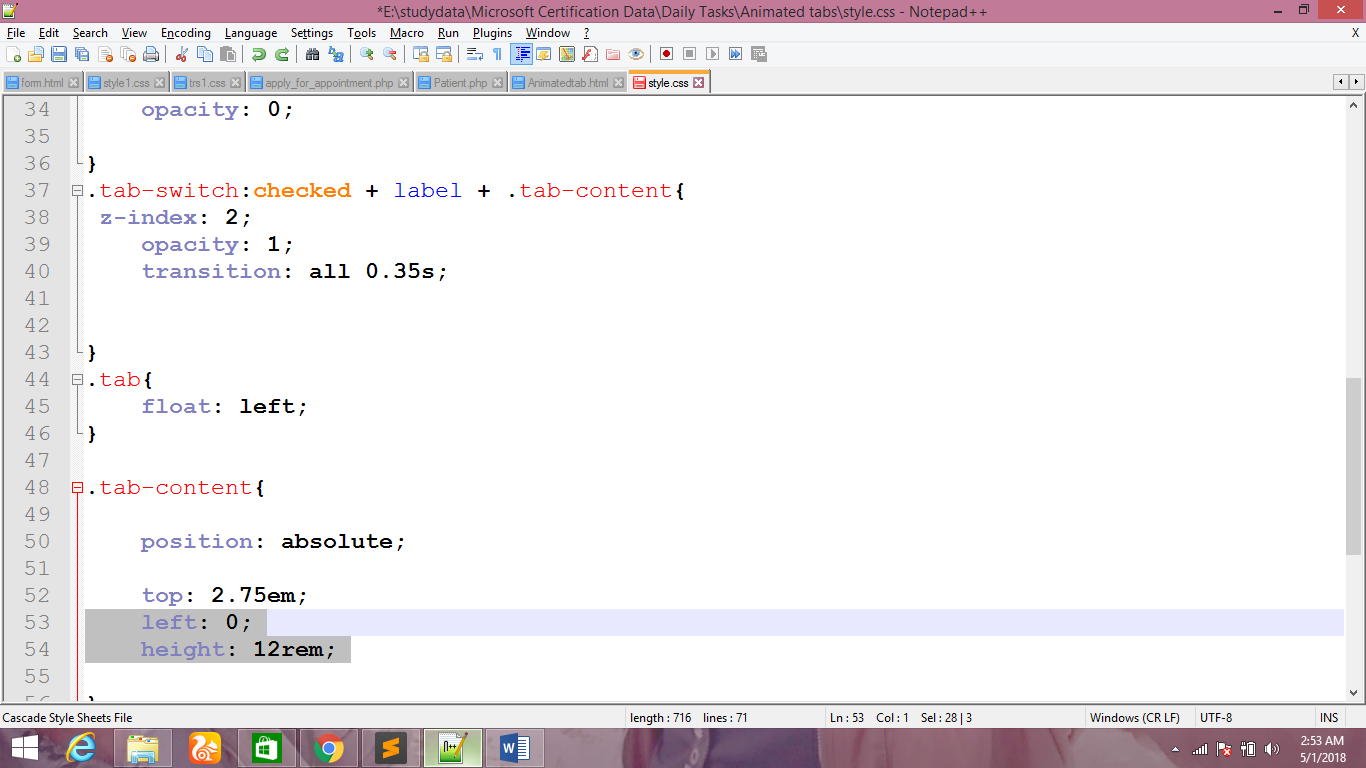 *E:\studydata\Microsoft Certification Data\Daily Tasks\Animated tabs\style.css - Notepad++
File Edit Search View Encoding Language Settings Tools Macro Run Plugins Window ? X
form.html style1.css trs1.css apply_for_appointment.php Patient.php Animatedtab.html style.css
34 opacity: 0;
35
36 }
37 .tab-switch:checked + label + .tab-content{
38 z-index: 2;
39 opacity: 1;
40 transition: all 0.35s;
41
42
43 }
44 .tab{
45 float: left;
46 }
47
48 .tab-content{
49
50 position: absolute;
51
52 top: 2.75em;
53 left: 0;
54 height: 12rem;
55
Cascade Style Sheets File length : 716 lines : 71 Ln : 53 Col : 1 Sel : 28 | 3 Windows (CR LF) UTF-8 INS
2:53 AM
5/1/2018